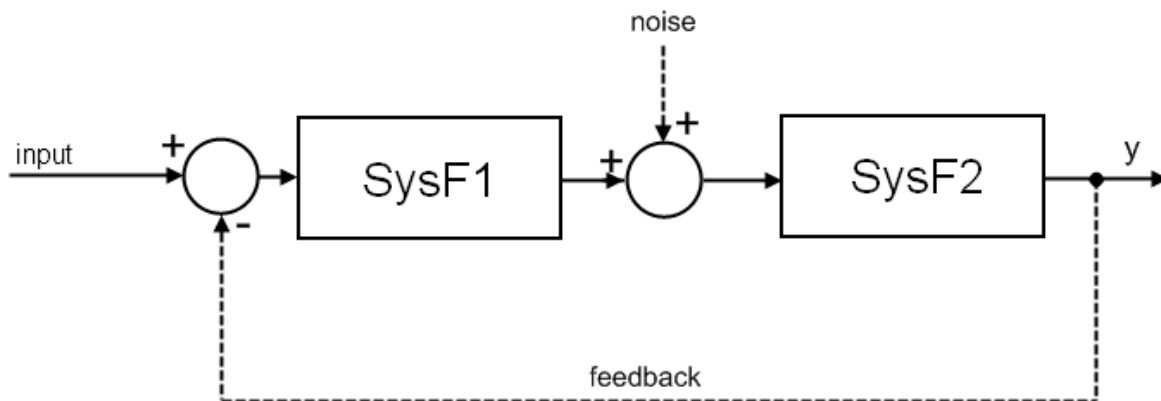 noise
+
+
input
+
SysF1
SysF2
y
-
feedback